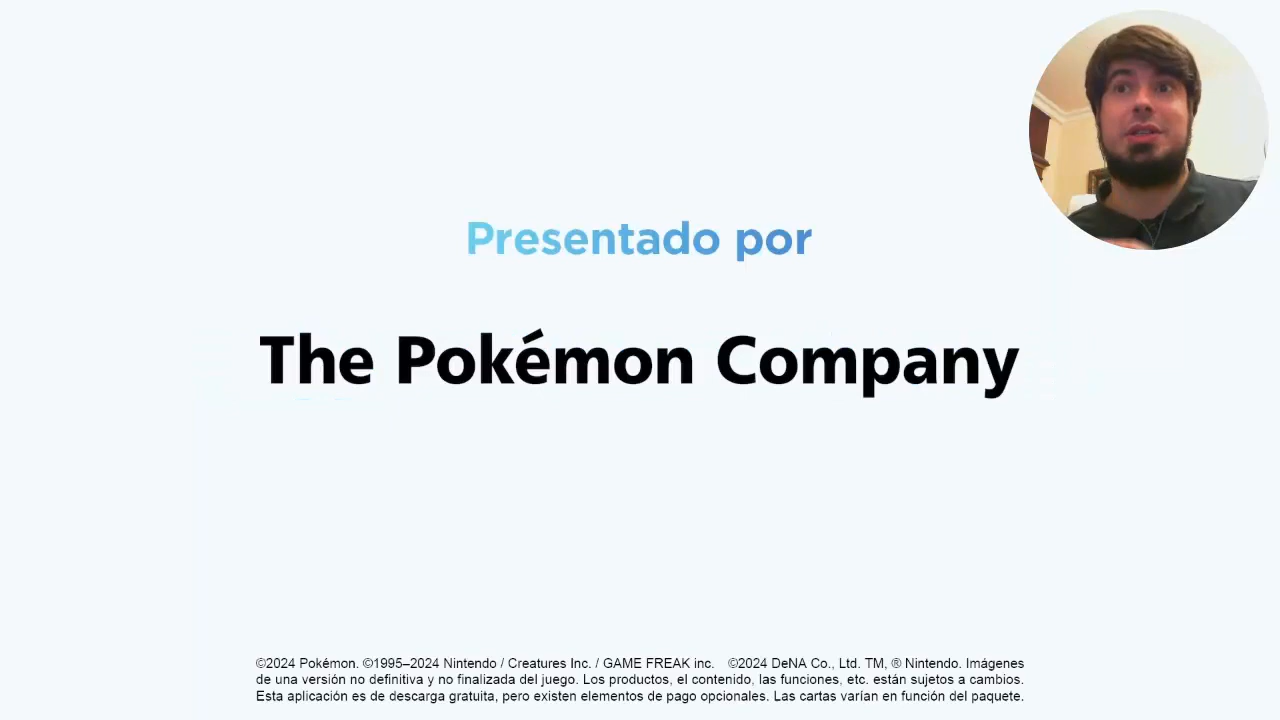 Presentado por
The Pokémon Company
©2024 Pokémon. ©1995–2024 Nintendo / Creatures Inc. / GAME FREAK inc. ©2024 DeNA Co., Ltd. TM, ® Nintendo. Imágenes
de una versión no definitiva y no finalizada del juego. Los productos, el contenido, las funciones, etc. están sujetos a cambios.
Esta aplicación es de descarga gratuita, pero existen elementos de pago opcionales. Las cartas varían en función del paquete.